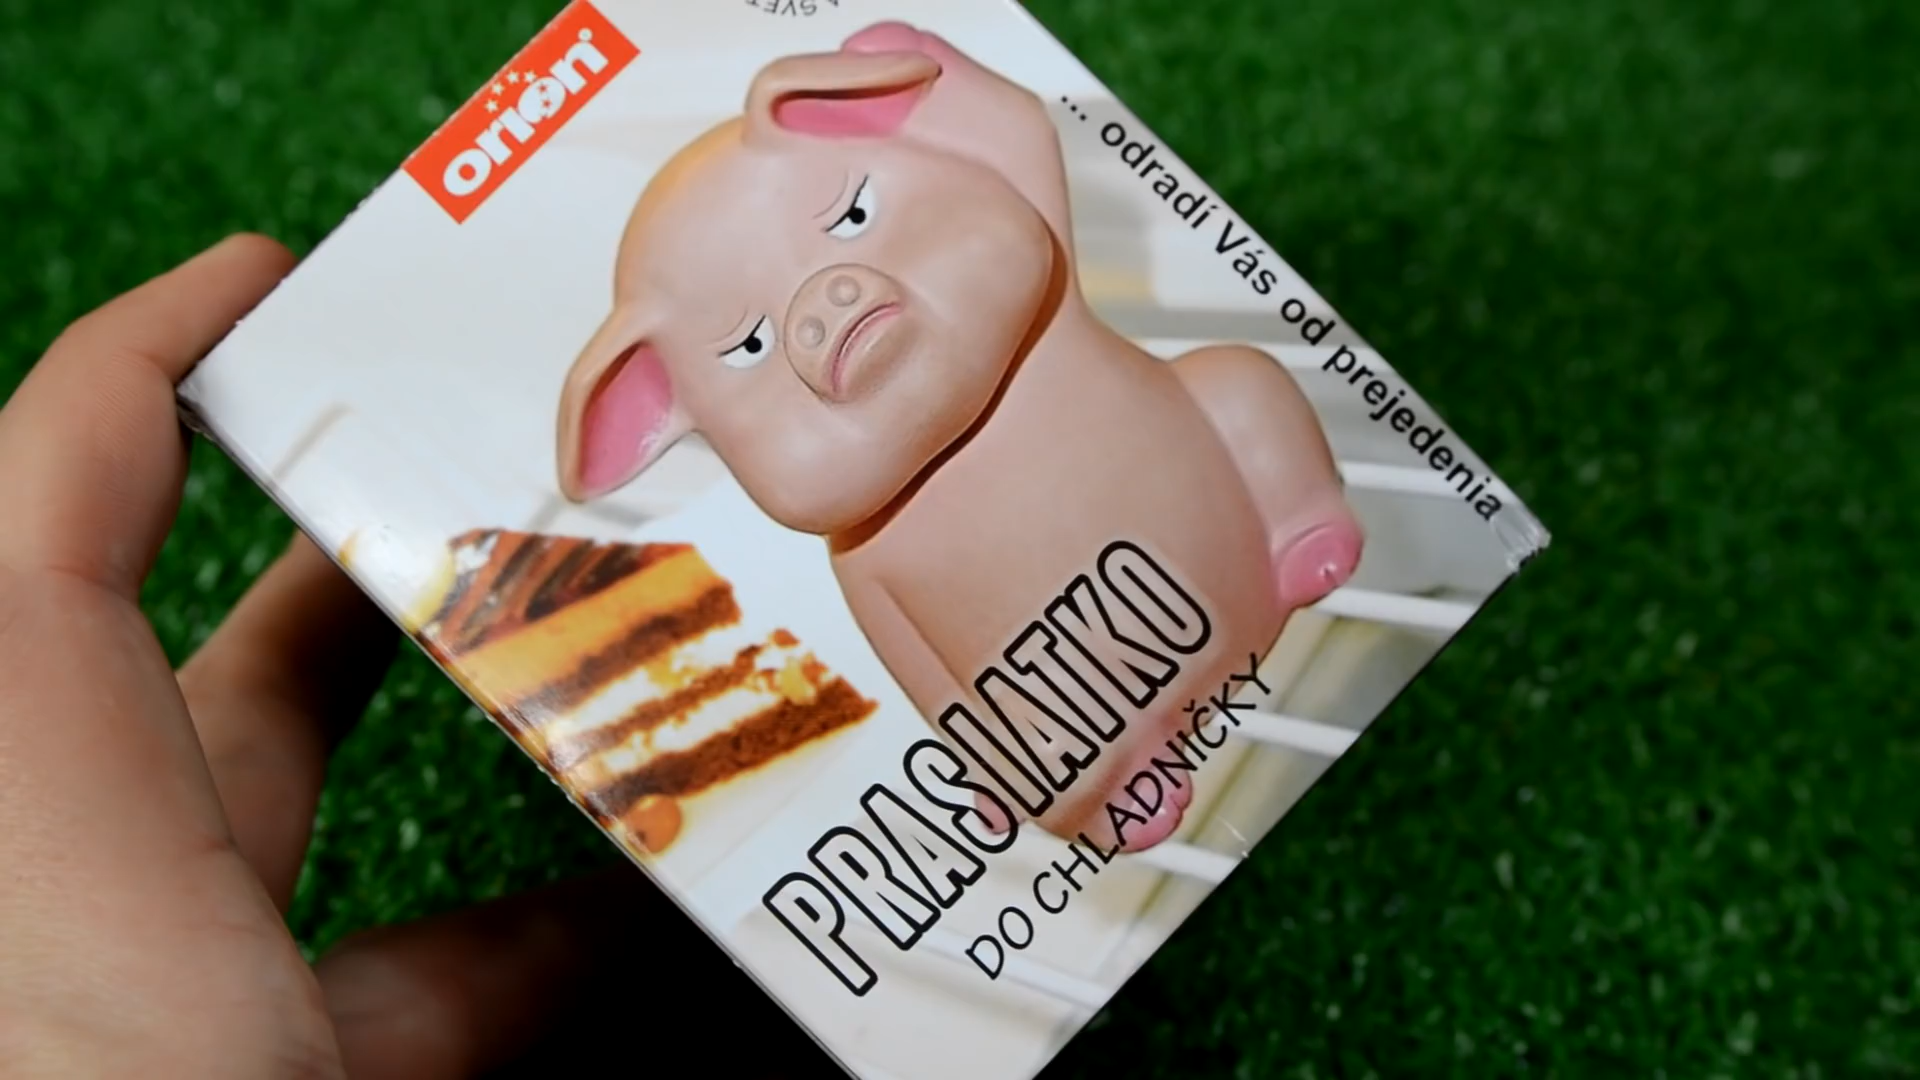 orion
... odradí Vás od prejedenia
PRASIATKO
DO CHLADNIČKY